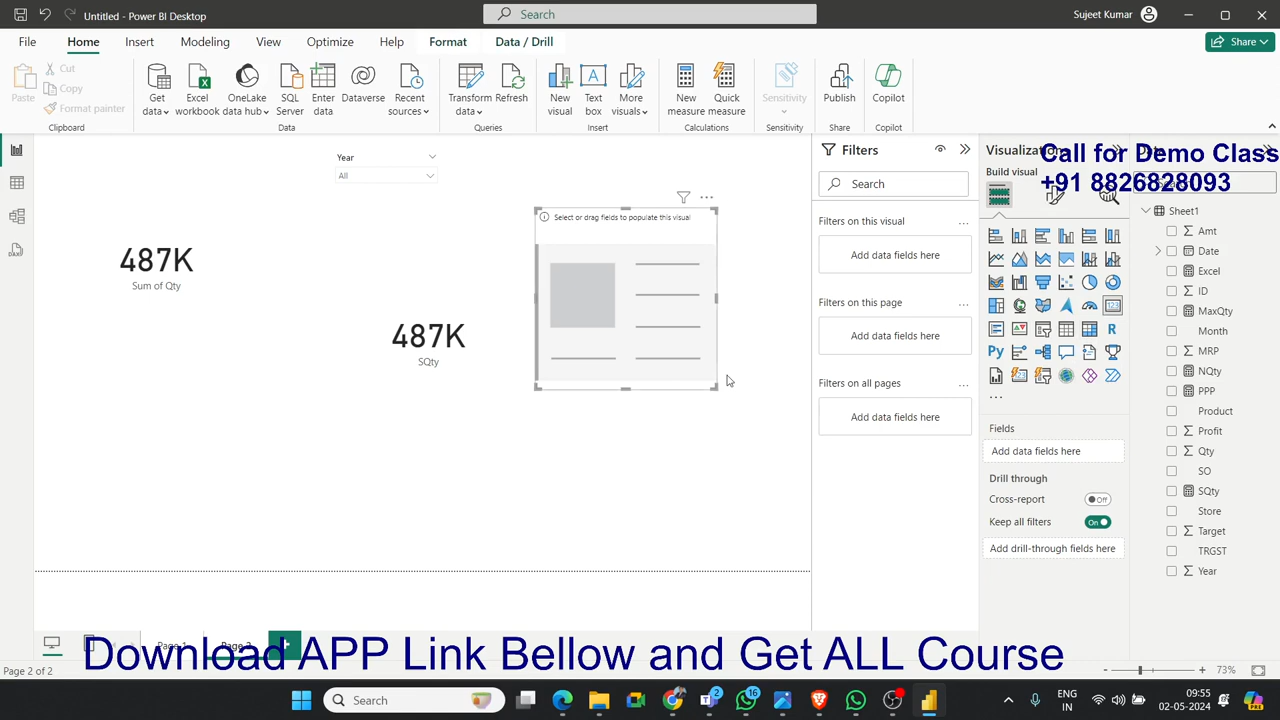 Untitled - Power BI Desktop
Search
Sujeet Kumar
File
Home
Insert
Modeling
View
Optimize
Help
Format
Data / Drill
Share
Paste
Cut
Copy
Format painter
Clipboard
Get data
Excel workbook
OneLake data hub
SQL Server
Enter data
Dataverse
Recent sources
Data
Transform data
Refresh
Queries
New visual
Text box
More visuals
Insert
New measure
Quick measure
Calculations
Sensitivity
Sensitivity
Publish
Share
Copilot
Copilot
Year
All
487K
Sum of Qty
487K
SQty
Select or drag fields to populate this visual
Filters
Search
Filters on this visual
Add data fields here
Filters on this page
Add data fields here
Filters on all pages
Add data fields here
Visualizations
Build visual
Call for Demo Class
+91 8826828093
Fields
Add data fields here
Drill through
Cross-report
Off
Keep all filters
On
Add drill-through fields here
Sheet1
Amt
Date
Excel
ID
MaxQty
Month
MRP
NQty
PPP
Product
Profit
Qty
SO
SQty
Store
Target
TRGST
Year
Page 1
Download APP Link Bellow and Get ALL Course
Page 2 of 2
73%
Search
2
16
ENG
IN
09:55
02-05-2024